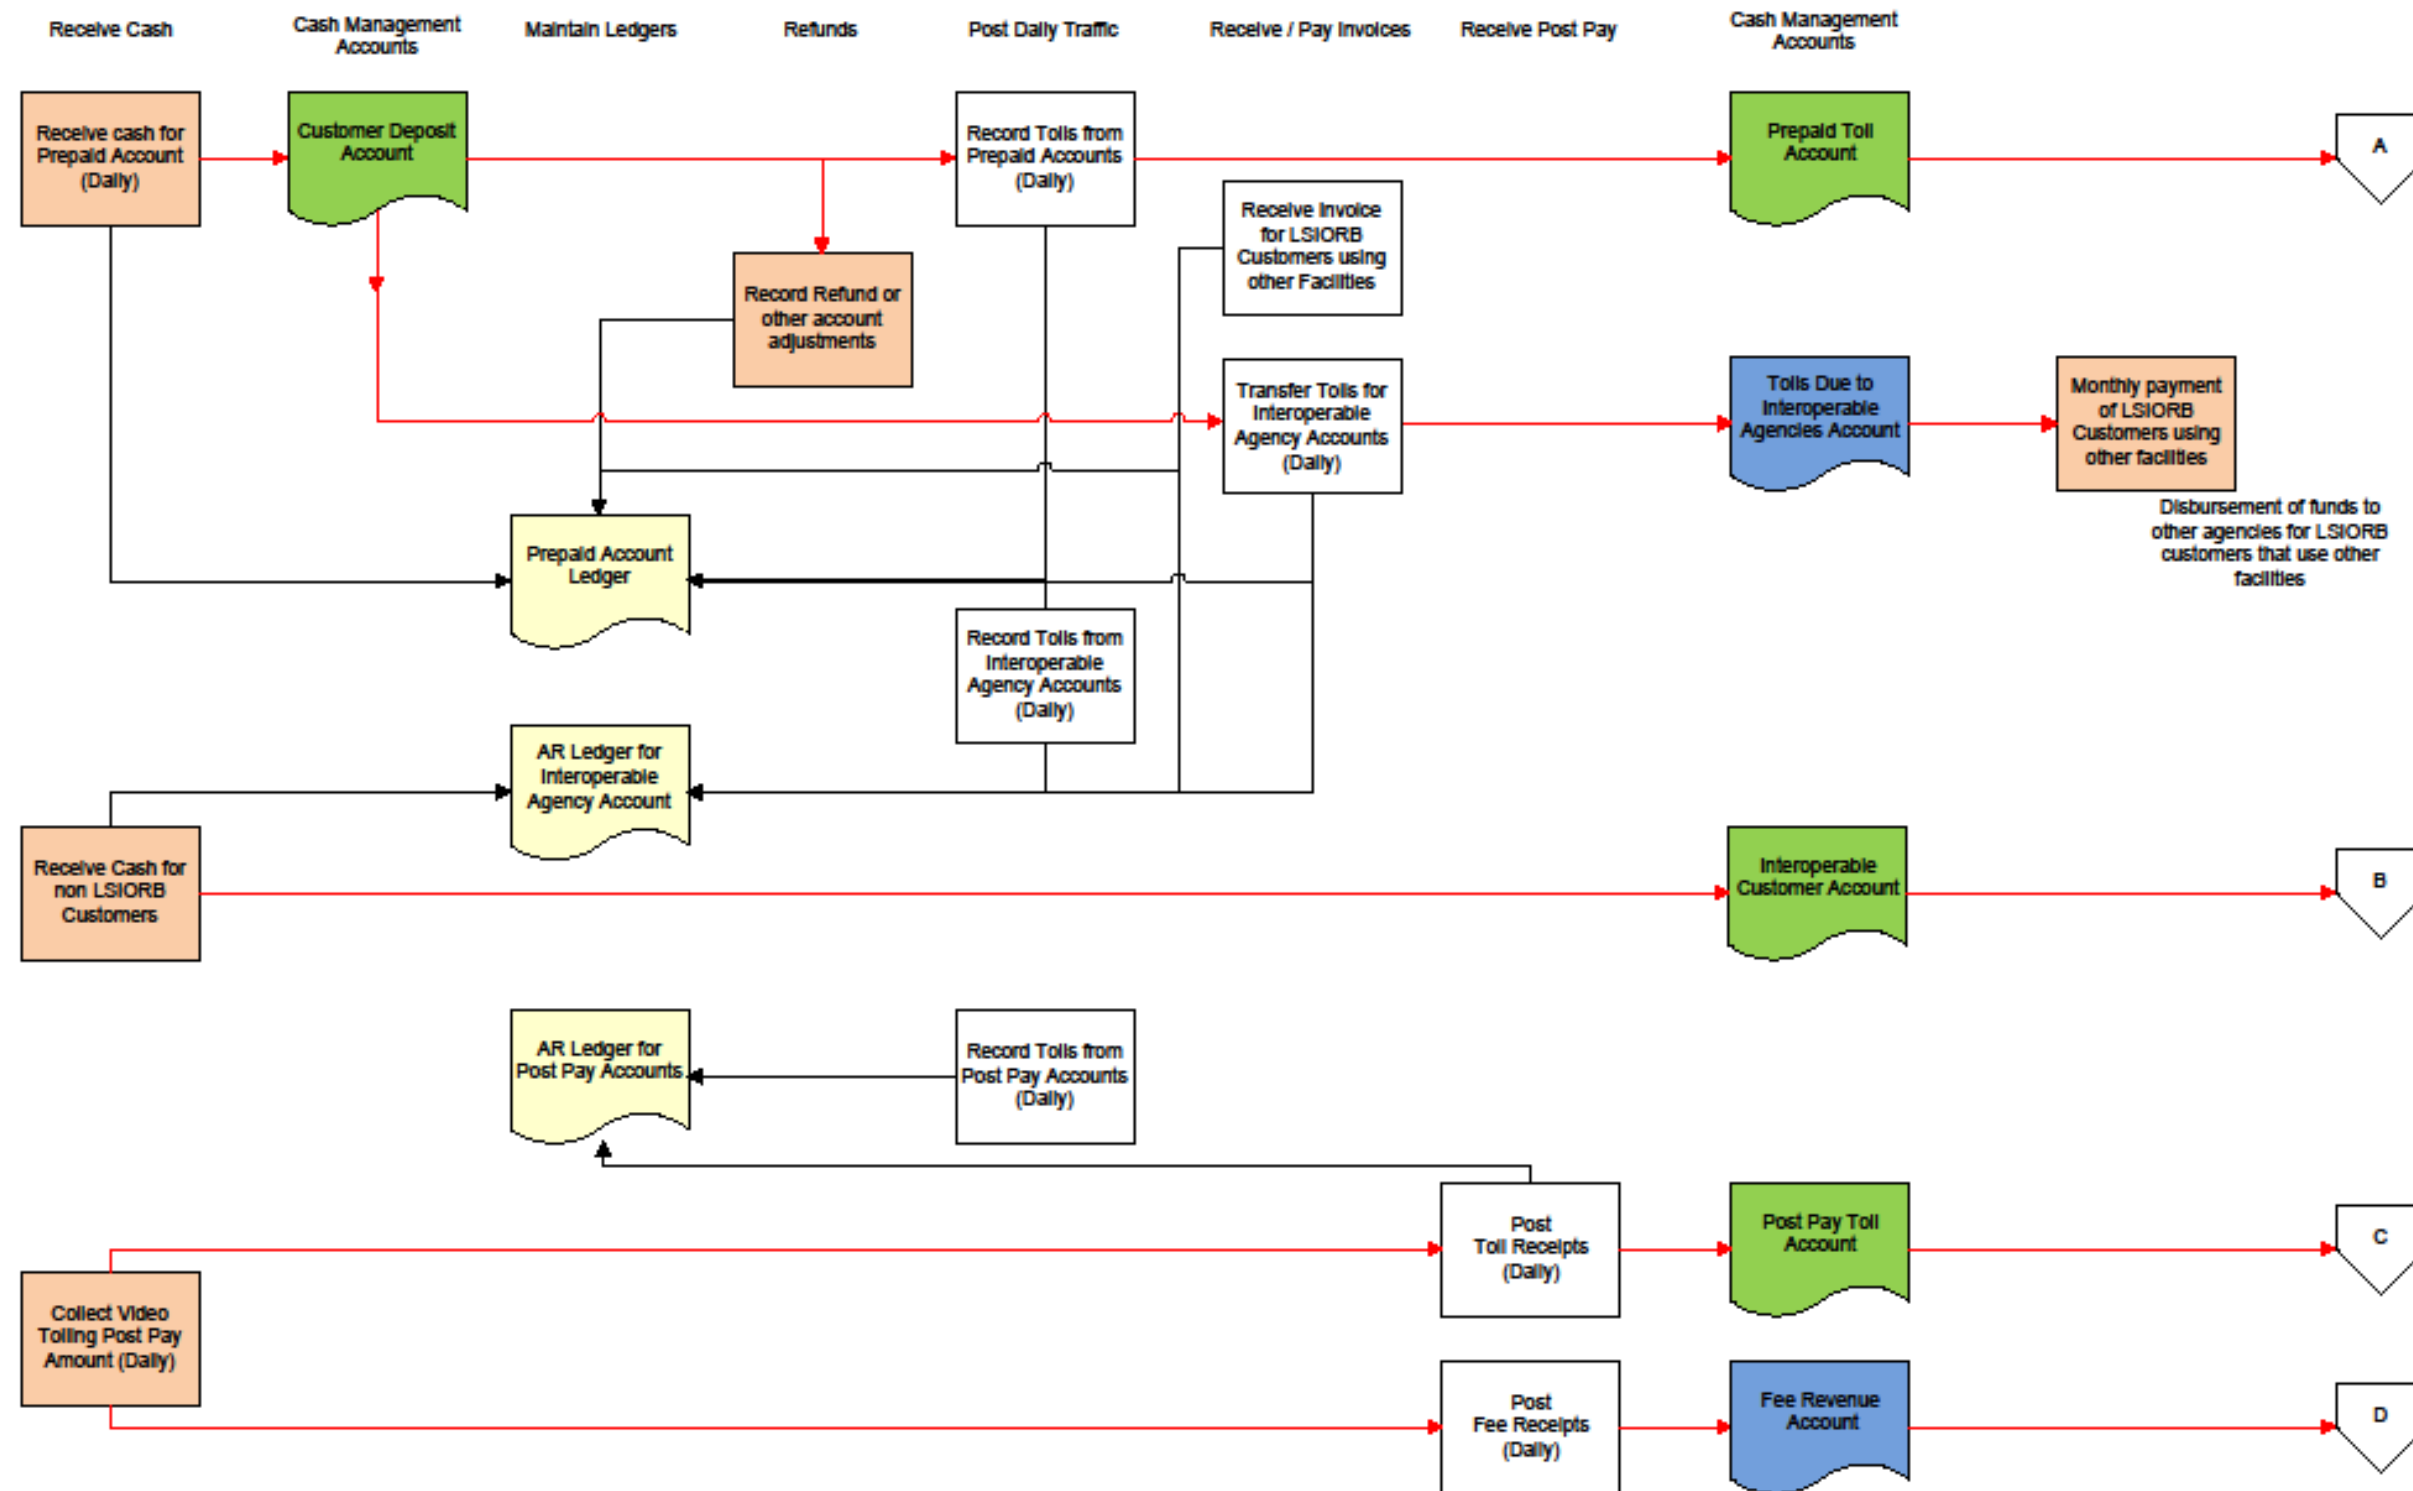 Receive Cash
Cash Management
Accounts
Maintain Ledgers
Refunds
Post Daily Traffic
Receive / Pay Invoices
Receive Post Pay
Cash Management
Accounts
Receive cash for
Prepaid Account
(Daily)
Customer Deposit
Account
Record Tolls from
Prepaid Accounts
(Daily)
Prepaid Toll
Account
A
Receive Invoice
for LSIORB
Customers using
other Facilities
Record Refund or
other account
adjustments
Transfer Tolls for
Interoperable
Agency Accounts
(Daily)
Tolls Due to
Interoperable
Agencies Account
Monthly payment
of LSIORB
Customers using
other facilities
Disbursement of funds to
other agencies for LSIORB
customers that use other
facilities
Prepaid Account
Ledger
Record Tolls from
Interoperable
Agency Accounts
(Daily)
AR Ledger for
Interoperable
Agency Account
Receive Cash for
non LSIORB
Customers
Interoperable
Customer Account
B
AR Ledger for
Post Pay Accounts
Record Tolls from
Post Pay Accounts
(Daily)
Post
Toll Receipts
(Daily)
Post Pay Toll
Account
C
Collect Video
Tolling Post Pay
Amount (Daily)
Post
Fee Receipts
(Daily)
Fee Revenue
Account
D